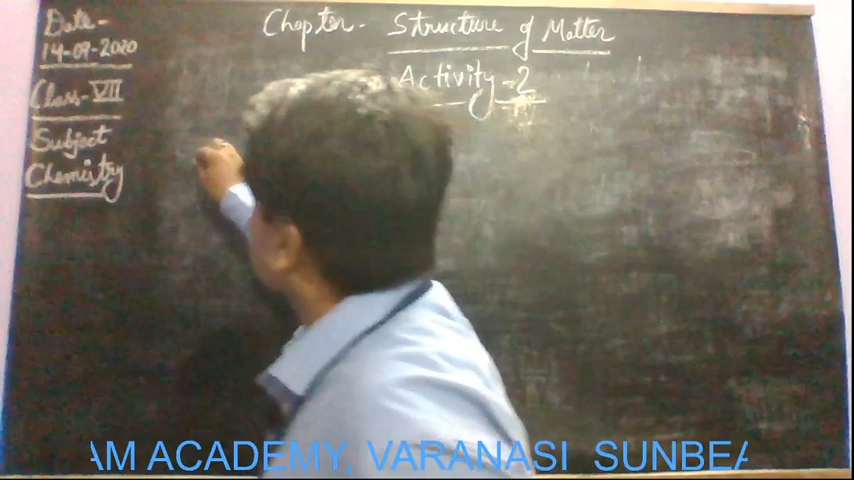 Date-
14-09-2020
Class-VII
Subject
Chemistry
Chapter- Structure of Matter
Activity-2
AM ACADEMY, VARANASI SUNBEA